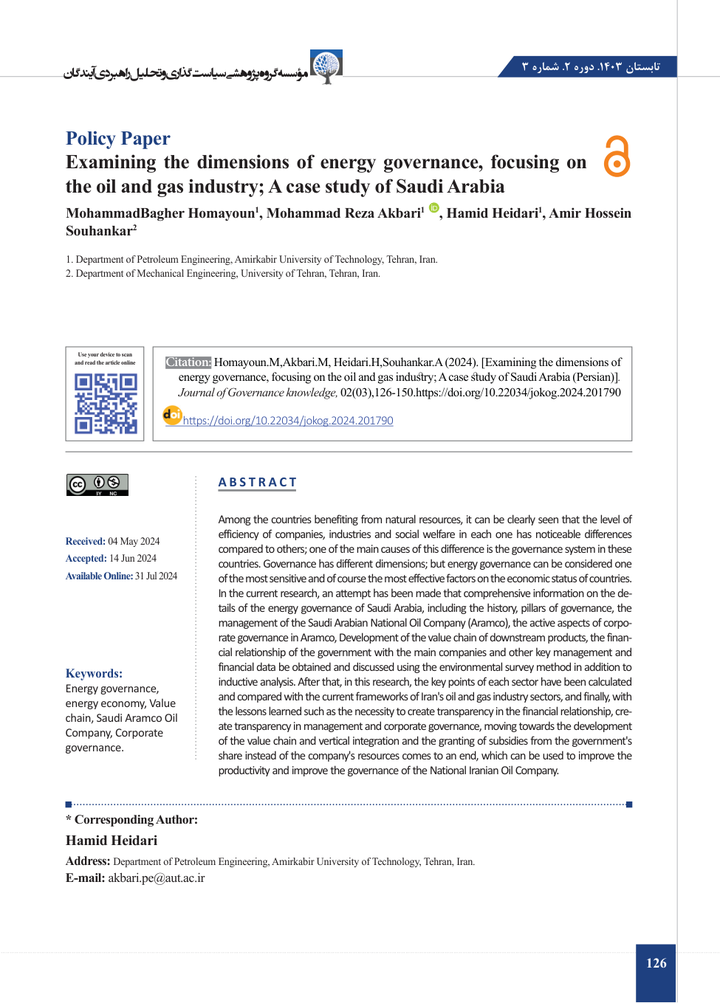 مؤسسه گروه پژوهشی سیاست گذاری و تحلیل راهبردی آیندگان
تابستان ۱۴۰۳. دوره ۲. شماره ۳
Policy Paper
Examining the dimensions of energy governance, focusing on
the oil and gas industry; A case study of Saudi Arabia
MohammadBagher Homayoun¹, Mohammad Reza Akbari¹ iD, Hamid Heidari¹, Amir Hossein
Souhankar²
1. Department of Petroleum Engineering, Amirkabir University of Technology, Tehran, Iran.
2. Department of Mechanical Engineering, University of Tehran, Tehran, Iran.
Use your device to scan
and read the article online
Citation: Homayoun.M,Akbari.M, Heidari.H,Souhankar.A (2024). [Examining the dimensions of
energy governance, focusing on the oil and gas industry; A case study of Saudi Arabia (Persian)].
Journal of Governance knowledge, 02(03),126-150.https://doi.org/10.22034/jokog.2024.201790
doi https://doi.org/10.22034/jokog.2024.201790
cc BY NC
Received: 04 May 2024
Accepted: 14 Jun 2024
Available Online: 31 Jul 2024
Keywords:
Energy governance,
energy economy, Value
chain, Saudi Aramco Oil
Company, Corporate
governance.
ABSTRACT
Among the countries benefiting from natural resources, it can be clearly seen that the level of
efficiency of companies, industries and social welfare in each one has noticeable differences
compared to others; one of the main causes of this difference is the governance system in these
countries. Governance has different dimensions; but energy governance can be considered one
of the most sensitive and of course the most effective factors on the economic status of countries.
In the current research, an attempt has been made that comprehensive information on the de-
tails of the energy governance of Saudi Arabia, including the history, pillars of governance, the
management of the Saudi Arabian National Oil Company (Aramco), the active aspects of corpo-
rate governance in Aramco, Development of the value chain of downstream products, the finan-
cial relationship of the government with the main companies and other key management and
financial data be obtained and discussed using the environmental survey method in addition to
inductive analysis. After that, in this research, the key points of each sector have been calculated
and compared with the current frameworks of Iran's oil and gas industry sectors, and finally, with
the lessons learned such as the necessity to create transparency in the financial relationship, cre-
ate transparency in management and corporate governance, moving towards the development
of the value chain and vertical integration and the granting of subsidies from the government's
share instead of the company's resources comes to an end, which can be used to improve the
productivity and improve the governance of the National Iranian Oil Company.
* Corresponding Author:
Hamid Heidari
Address: Department of Petroleum Engineering, Amirkabir University of Technology, Tehran, Iran.
E-mail: akbari.pe@aut.ac.ir
126